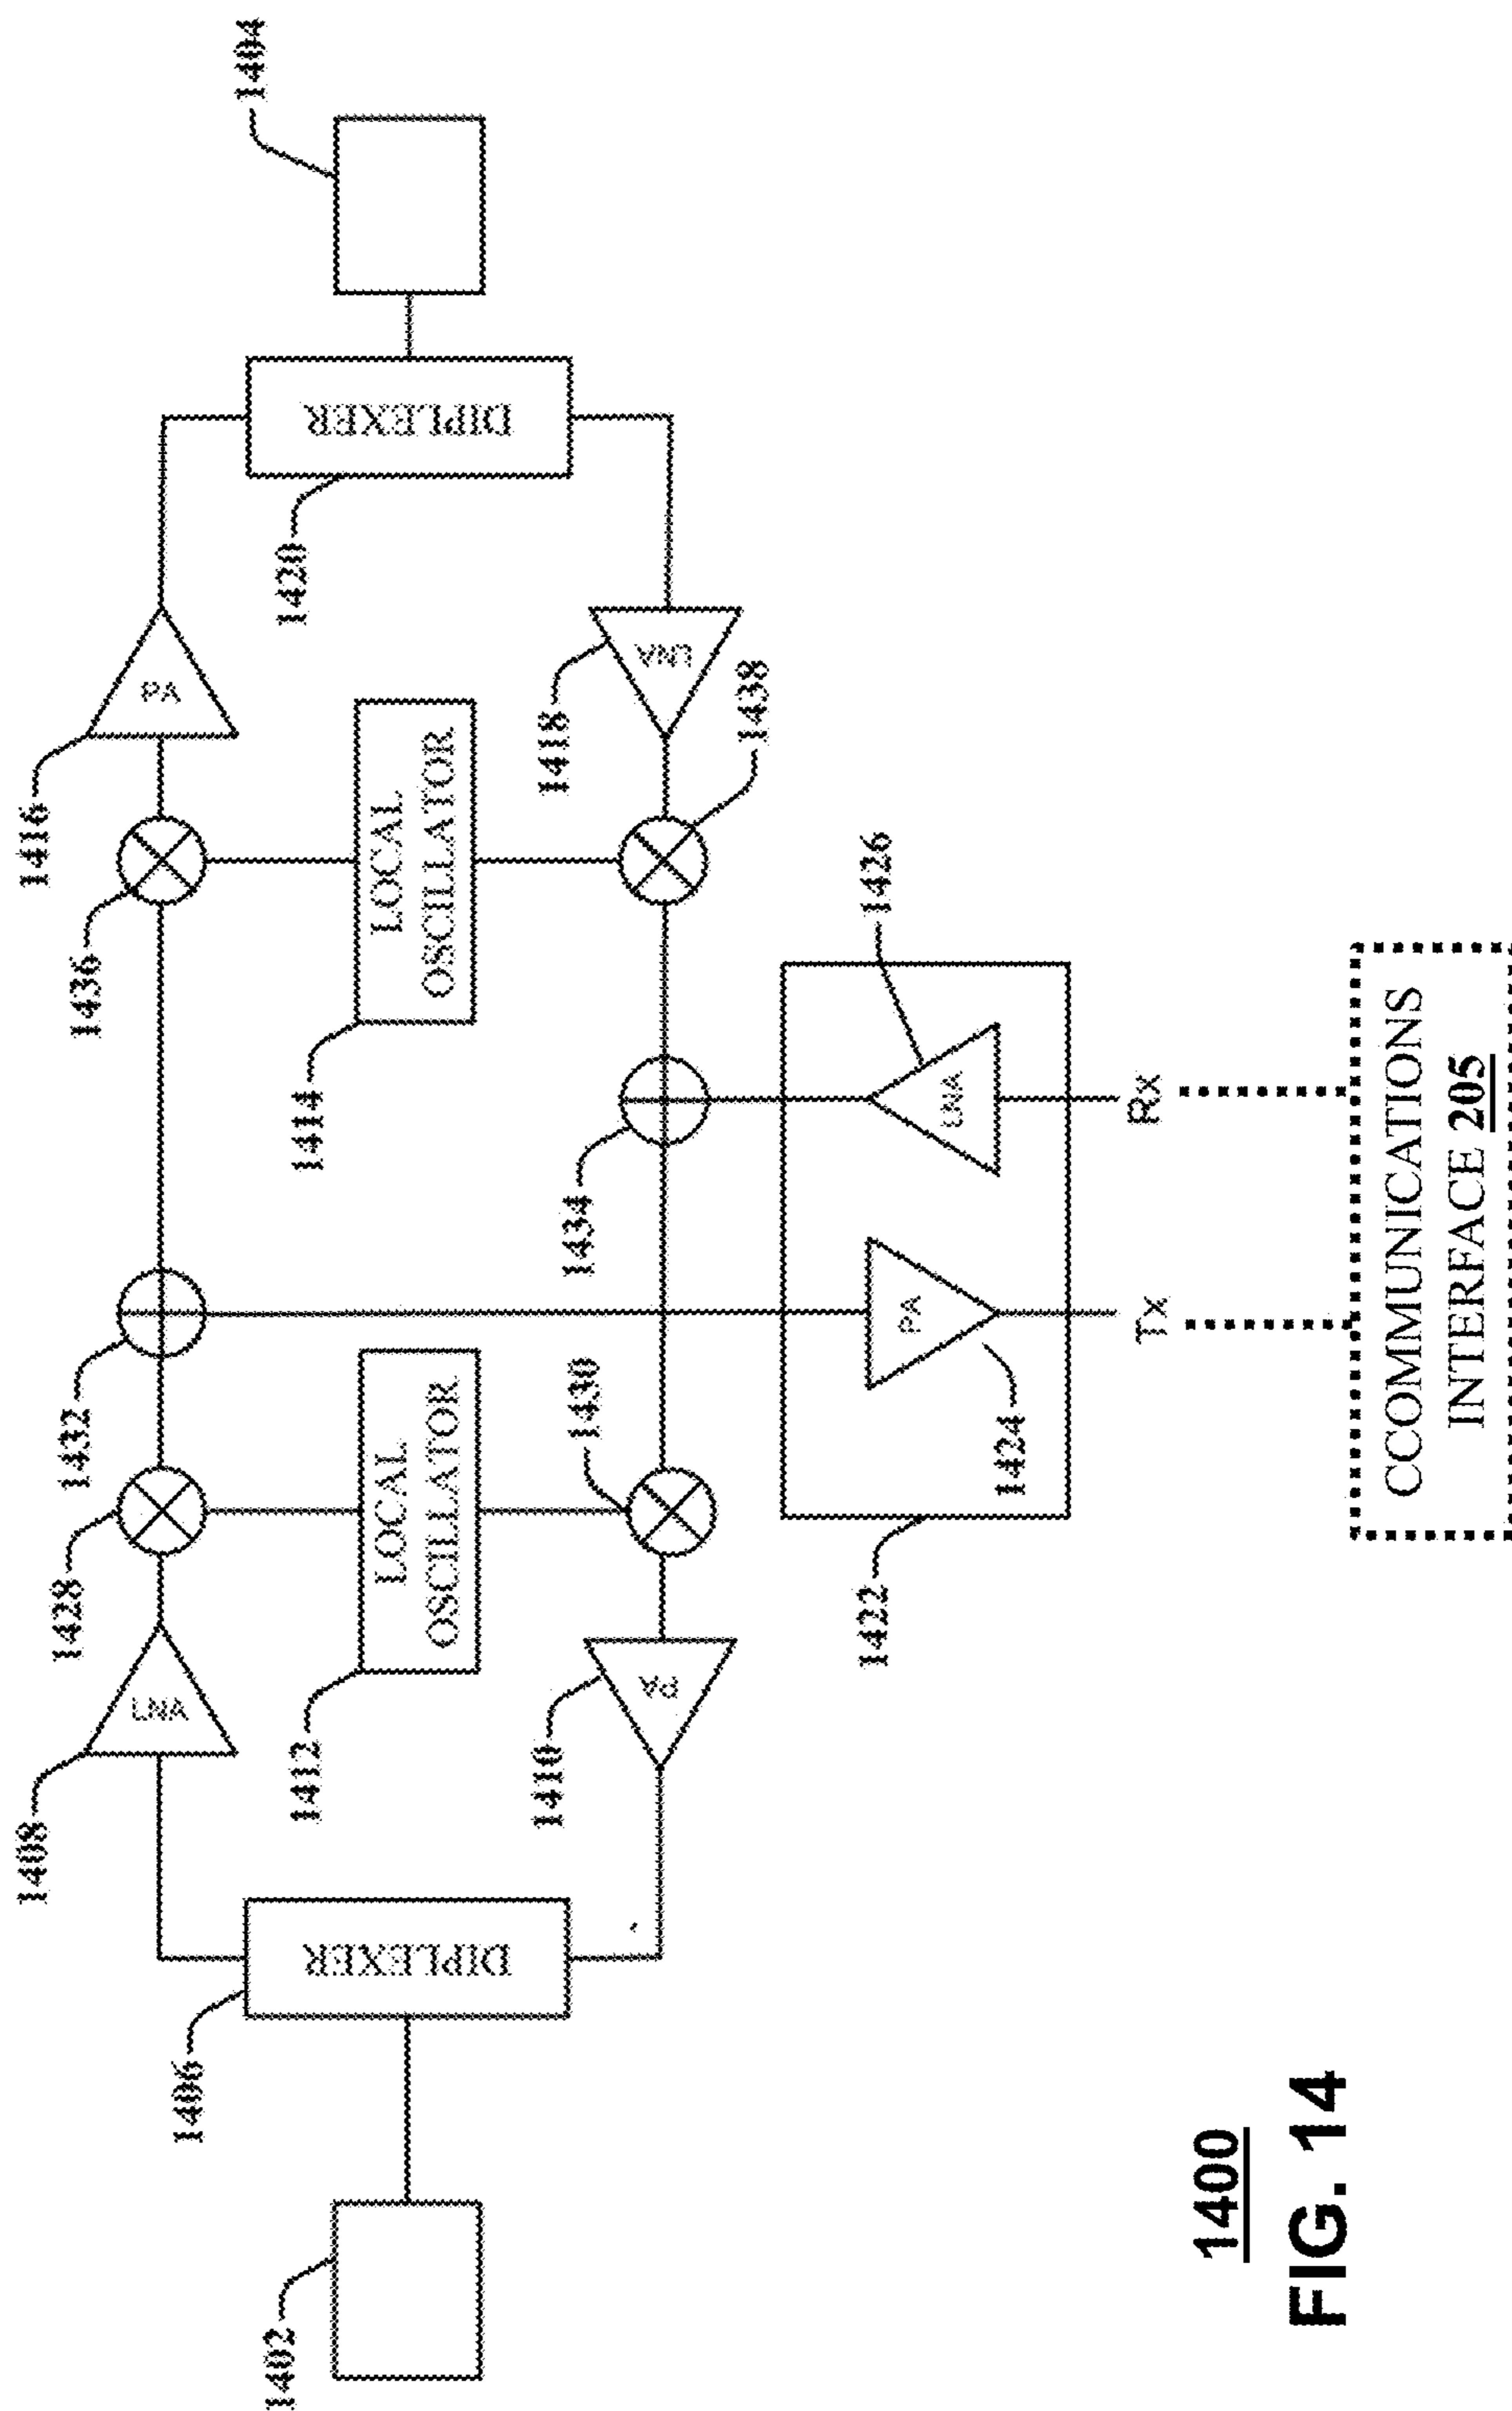 1408
1416
1428
1432
1436
LNA
PA
1406
1404
1402
1420
1412
1414
DIPLEXER
LOCAL
OSCILLATOR
LOCAL
OSCILLATOR
DIPLEXER
1410
1430
1434
1418
PA
LNA
1438
1422
1426
PA
LNA
1424
Tx
Rx
1400
FIG. 14
CCOMMUNICATIONS
INTERFACE 205